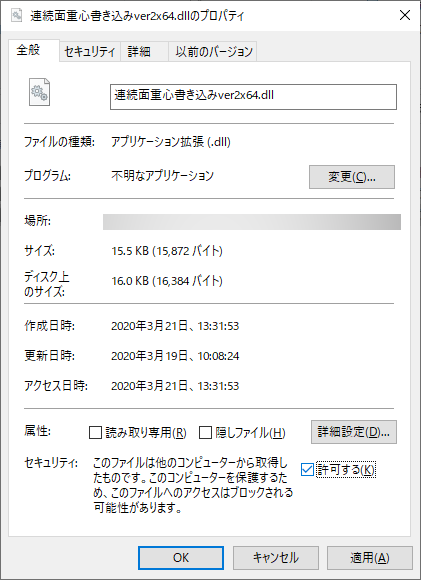 連続面重心書き込みver2x64.dllのプロパティ
全般 セキュリティ 詳細 以前のバージョン
連続面重心書き込みver2x64.dll
ファイルの種類: アプリケーション拡張 (.dll)
プログラム: 不明なアプリケーション 変更(C)...
場所:
サイズ: 15.5 KB (15,872 バイト)
ディスク上
のサイズ: 16.0 KB (16,384 バイト)
作成日時: 2020年3月21日、13:31:53
更新日時: 2020年3月19日、10:08:24
アクセス日時: 2020年3月21日、13:31:53
属性: 読み取り専用(R) 隠しファイル(H) 詳細設定(D)...
セキュリティ: このファイルは他のコンピューターから取得し
たものです。このコンピューターを保護するた
め、このファイルへのアクセスはブロックされる
可能性があります。
許可する(K)
OK キャンセル 適用(A)